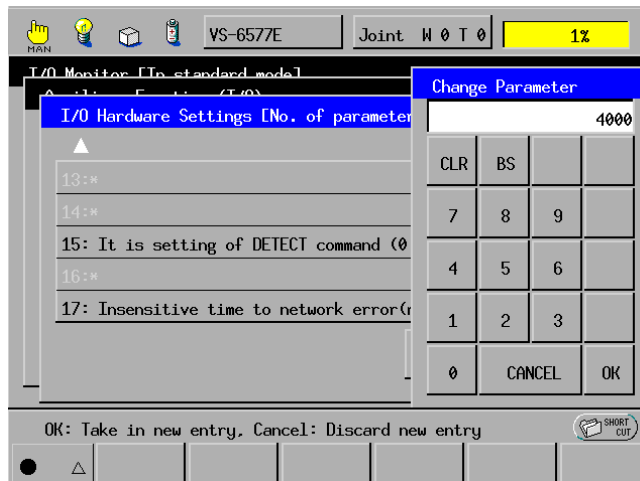 MAN
VS-6577E
Joint W 0 T 0
1%
I/O Monitor [In standard mode]
I/O Hardware Settings [No. of parameter
13:*
14:*
15: It is setting of DETECT command (0
16:*
17: Insensitive time to network error(
Change Parameter
4000
CLR BS
7 8 9
4 5 6
1 2 3
0 CANCEL OK
OK: Take in new entry, Cancel: Discard new entry
SHORT
CUT